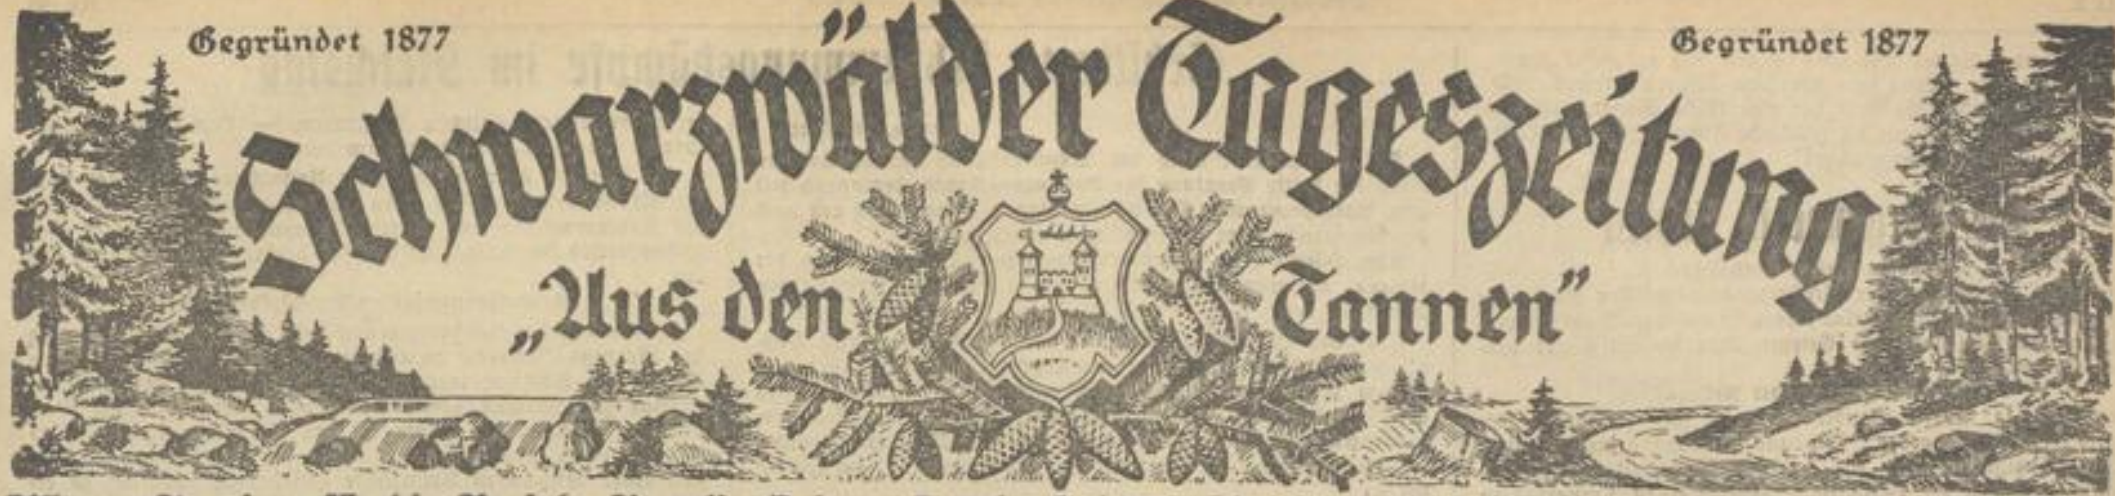 Gegründet 1877
Gegründet 1877
Schwarzwälder Tageszeitung
„Aus den Tannen"